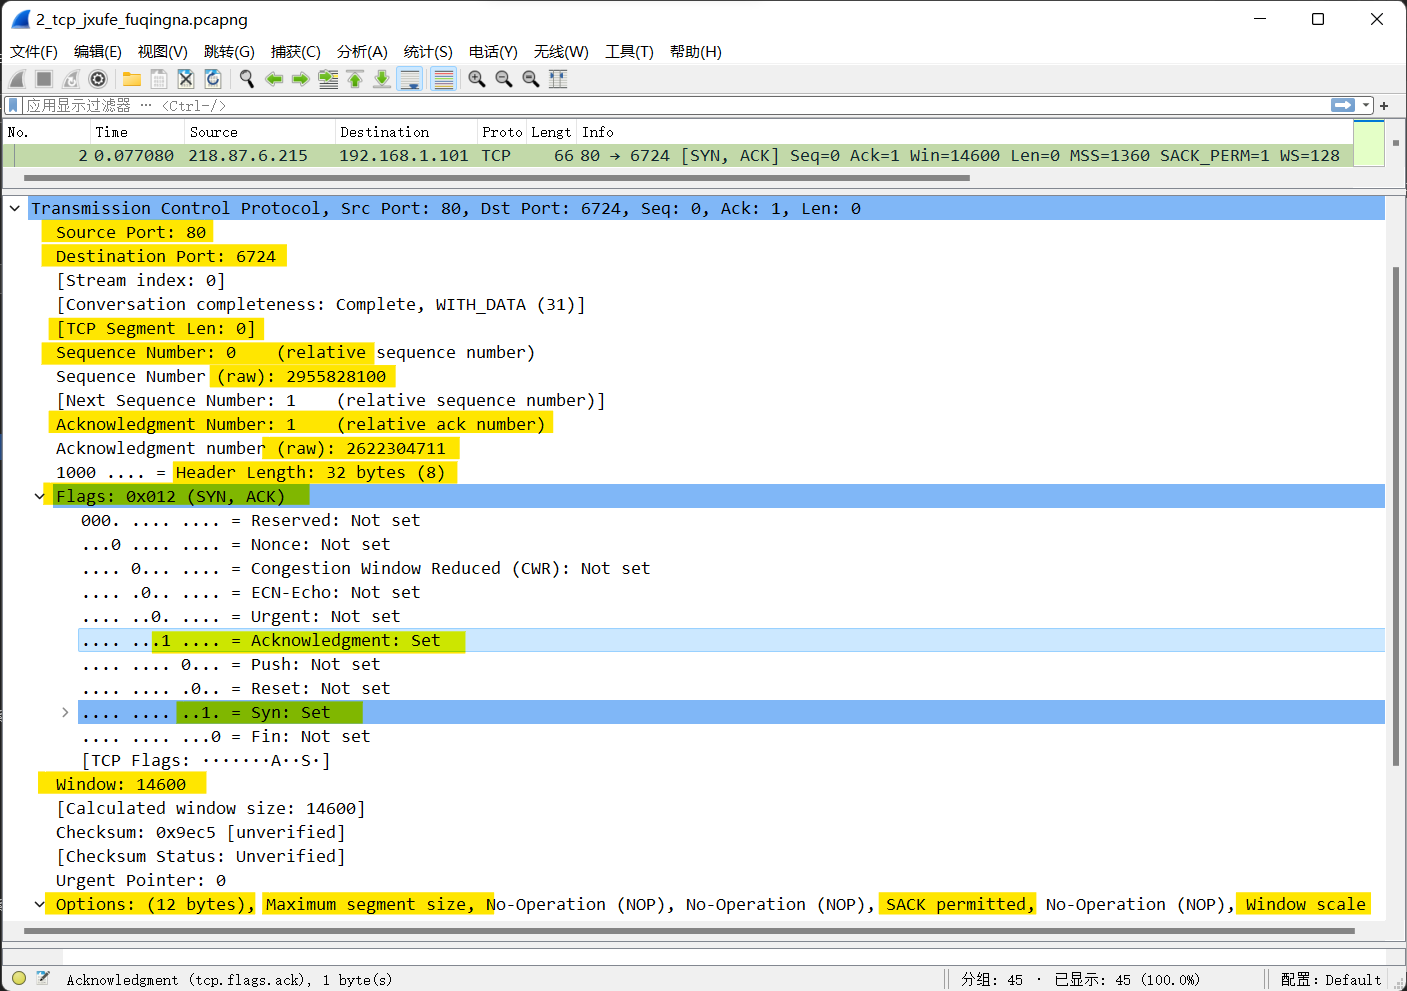 2_tcp_jxufe_fuqingna.pcapng
文件(F) 编辑(E) 视图(V) 跳转(G) 捕获(C) 分析(A) 统计(S) 电话(Y) 无线(W) 工具(T) 帮助(H)
应用显示过滤器 … <Ctrl-/>
No. Time Source Destination Proto Lengt Info
2 0.077080 218.87.6.215 192.168.1.101 TCP 66 80 → 6724 [SYN, ACK] Seq=0 Ack=1 Win=14600 Len=0 MSS=1360 SACK_PERM=1 WS=128
Transmission Control Protocol, Src Port: 80, Dst Port: 6724, Seq: 0, Ack: 1, Len: 0
Source Port: 80
Destination Port: 6724
[Stream index: 0]
[Conversation completeness: Complete, WITH_DATA (31)]
[TCP Segment Len: 0]
Sequence Number: 0    (relative sequence number)
Sequence Number (raw): 2955828100
[Next Sequence Number: 1    (relative sequence number)]
Acknowledgment Number: 1    (relative ack number)
Acknowledgment number (raw): 2622304711
1000 .... = Header Length: 32 bytes (8)
Flags: 0x012 (SYN, ACK)
000. .... .... = Reserved: Not set
...0 .... .... = Nonce: Not set
.... 0... .... = Congestion Window Reduced (CWR): Not set
.... .0.. .... = ECN-Echo: Not set
.... ..0. .... = Urgent: Not set
.... ...1 .... = Acknowledgment: Set
.... .... 0... = Push: Not set
.... .... .0.. = Reset: Not set
.... .... ..1. = Syn: Set
.... .... ...0 = Fin: Not set
[TCP Flags: ·······A··S·]
Window: 14600
[Calculated window size: 14600]
Checksum: 0x9ec5 [unverified]
[Checksum Status: Unverified]
Urgent Pointer: 0
Options: (12 bytes), Maximum segment size, No-Operation (NOP), No-Operation (NOP), SACK permitted, No-Operation (NOP), Window scale
Acknowledgment (tcp.flags.ack), 1 byte(s) 分组: 45 · 已显示: 45 (100.0%) 配置: Default